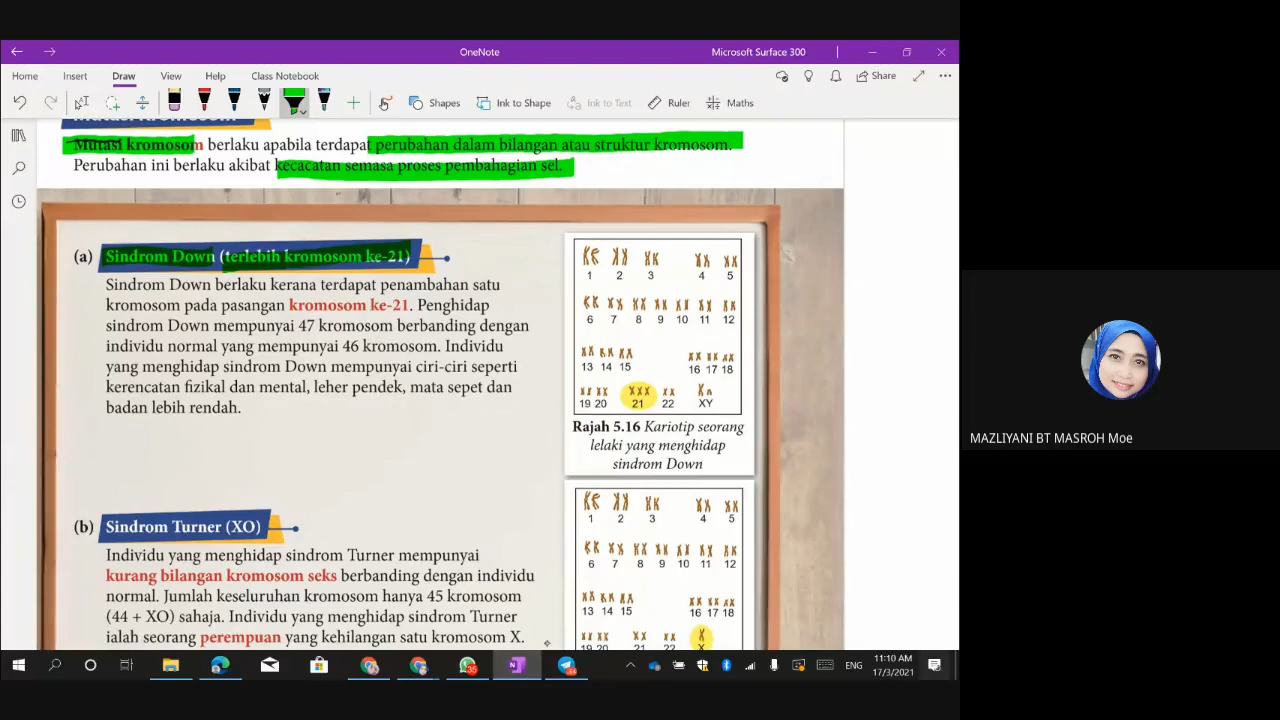 OneNote
Microsoft Surface 300
Home Insert Draw View Help Class Notebook
Share
Shapes Ink to Shape Ink to Text Ruler Maths
Mutasi kromosom
Mutasi kromosom berlaku apabila terdapat perubahan dalam bilangan atau struktur kromosom.
Perubahan ini berlaku akibat kecacatan semasa proses pembahagian sel.
(a) Sindrom Down (terlebih kromosom ke-21)
Sindrom Down berlaku kerana terdapat penambahan satu
kromosom pada pasangan kromosom ke-21. Penghidap
sindrom Down mempunyai 47 kromosom berbanding dengan
individu normal yang mempunyai 46 kromosom. Individu
yang menghidap sindrom Down mempunyai ciri-ciri seperti
kerencatan fizikal dan mental, leher pendek, mata sepet dan
badan lebih rendah.
1 2 3 4 5
6 7 8 9 10 11 12
13 14 15 16 17 18
19 20 21 22 XY
Rajah 5.16 Kariotip seorang
lelaki yang menghidap
sindrom Down
(b) Sindrom Turner (XO)
Individu yang menghidap sindrom Turner mempunyai
kurang bilangan kromosom seks berbanding dengan individu
normal. Jumlah keseluruhan kromosom hanya 45 kromosom
(44 + XO) sahaja. Individu yang menghidap sindrom Turner
ialah seorang perempuan yang kehilangan satu kromosom X.
1 2 3 4 5
6 7 8 9 10 11 12
13 14 15 16 17 18
19 20 21 22 X
MAZLIYANI BT MASROH Moe
35
ENG
11:10 AM
17/3/2021